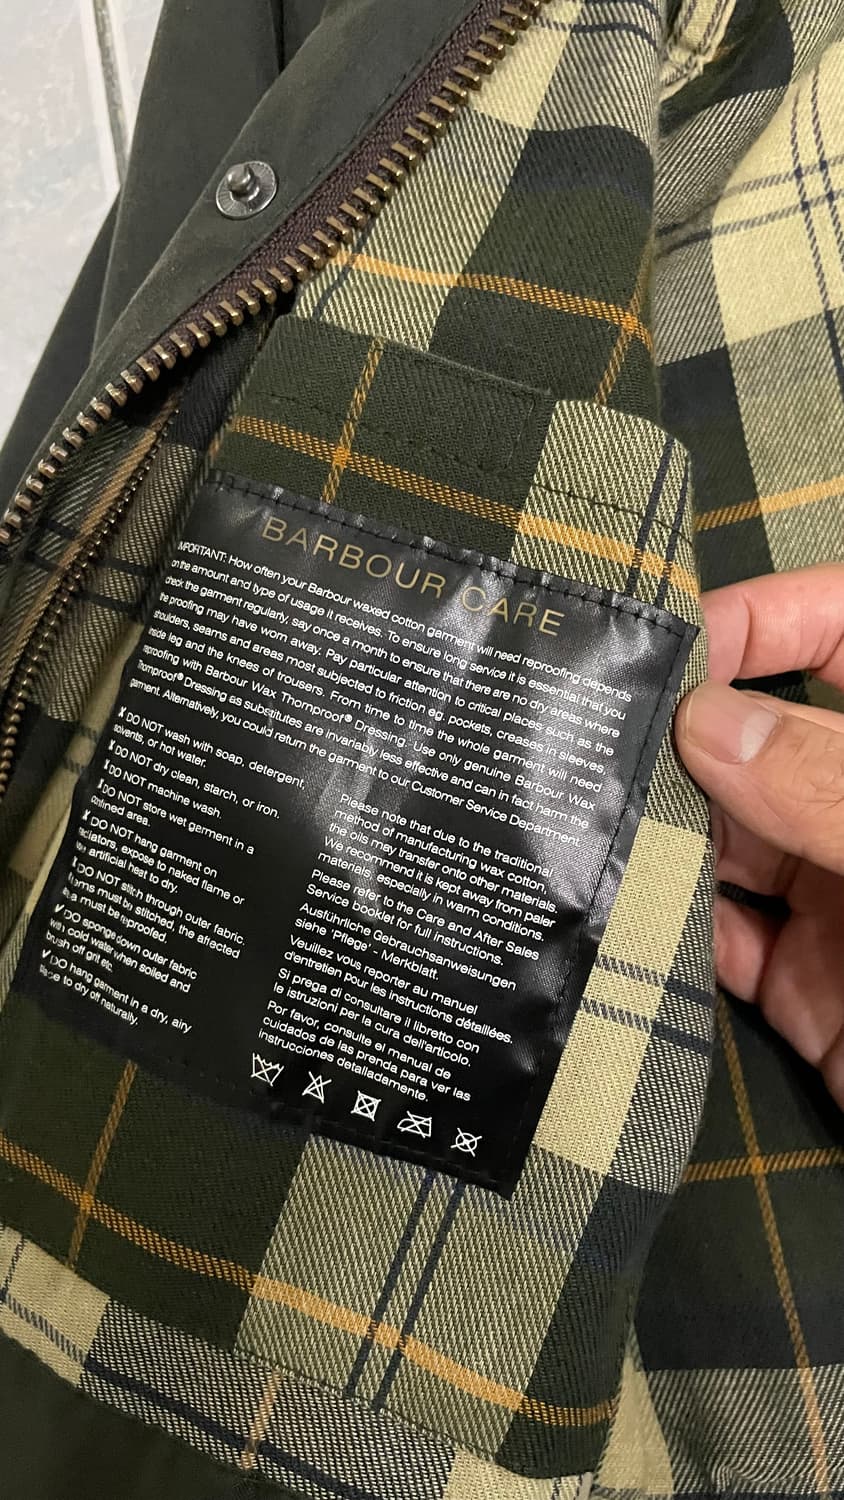 BARBOUR CARE
IMPORTANT: How often your Barbour waxed cotton garment will need reproofing depends
on the amount and type of usage it receives. To ensure long service it is essential that you
check the garment regularly, say once a month to ensure that there are no dry areas where
the proofing may have worn away. Pay particular attention to critical places, such as the
shoulders, seams and areas most subjected to friction eg. pockets, creases in sleeves,
inside leg and the knees of trousers. From time to time the whole garment will need
reproofing with Barbour Wax Thornproof® Dressing. Use only genuine Barbour Wax
Thornproof® Dressing as substitutes are invariably less effective and can in fact harm the
garment. Alternatively, you could return the garment to our Customer Service Department.
✗ DO NOT wash with soap, detergent,
solvents, or hot water.
✗ DO NOT dry clean, starch, or iron.
✗ DO NOT machine wash.
✗ DO NOT store wet garment in a
confined area.
✗ DO NOT hang garment on
radiators, expose to naked flame or
artificial heat to dry.
✗ DO NOT stitch through outer fabric.
must be stitched, the affected
must be reproofed.
✓ DO sponge down outer fabric
with cold water when soiled and
brush off grit etc.
✓ DO hang garment in a dry, airy
place to dry off naturally.
Please note that due to the traditional
method of manufacturing wax cotton,
the oils may transfer onto other materials.
We recommend it is kept away from paler
materials, especially in warm conditions.
Please refer to the Care and After Sales
Service booklet for full instructions.
Ausführliche Gebrauchsanweisungen
siehe 'Pflege' - Merkblatt.
Veuillez vous reporter au manuel
d'entretien pour les instructions détaillées.
Si prega di consultare il libretto con
le istruzioni per la cura dell'articolo.
Por favor, consulte el manual de
cuidados de las prenda para ver las
instrucciones detalladamente.